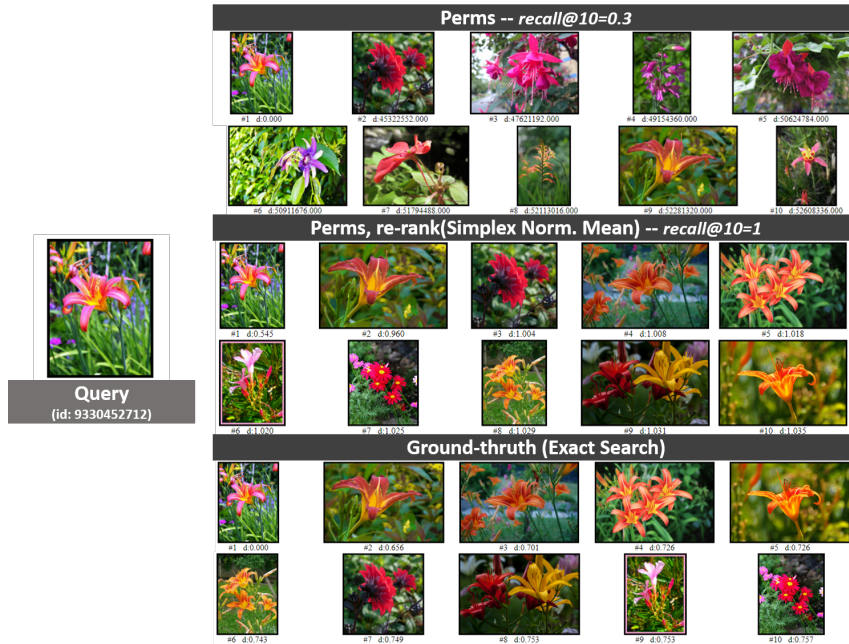 Perms -- recall@10=0.3
#1 d:0.000
#2 d:45322552.000
#3 d:47621192.000
#4 d:49154360.000
#5 d:50624784.000
#6 d:50911676.000
#7 d:51794488.000
#8 d:52113016.000
#9 d:52281320.000
#10 d:52608336.000
Perms, re-rank(Simplex Norm. Mean) -- recall@10=1
#1 d:0.545
#2 d:0.960
#3 d:1.004
#4 d:1.008
#5 d:1.018
#6 d:1.020
#7 d:1.025
#8 d:1.029
#9 d:1.031
#10 d:1.035
Query
(id: 9330452712)
Ground-thruth (Exact Search)
#1 d:0.000
#2 d:0.656
#3 d:0.701
#4 d:0.726
#5 d:0.726
#6 d:0.743
#7 d:0.749
#8 d:0.753
#9 d:0.753
#10 d:0.757